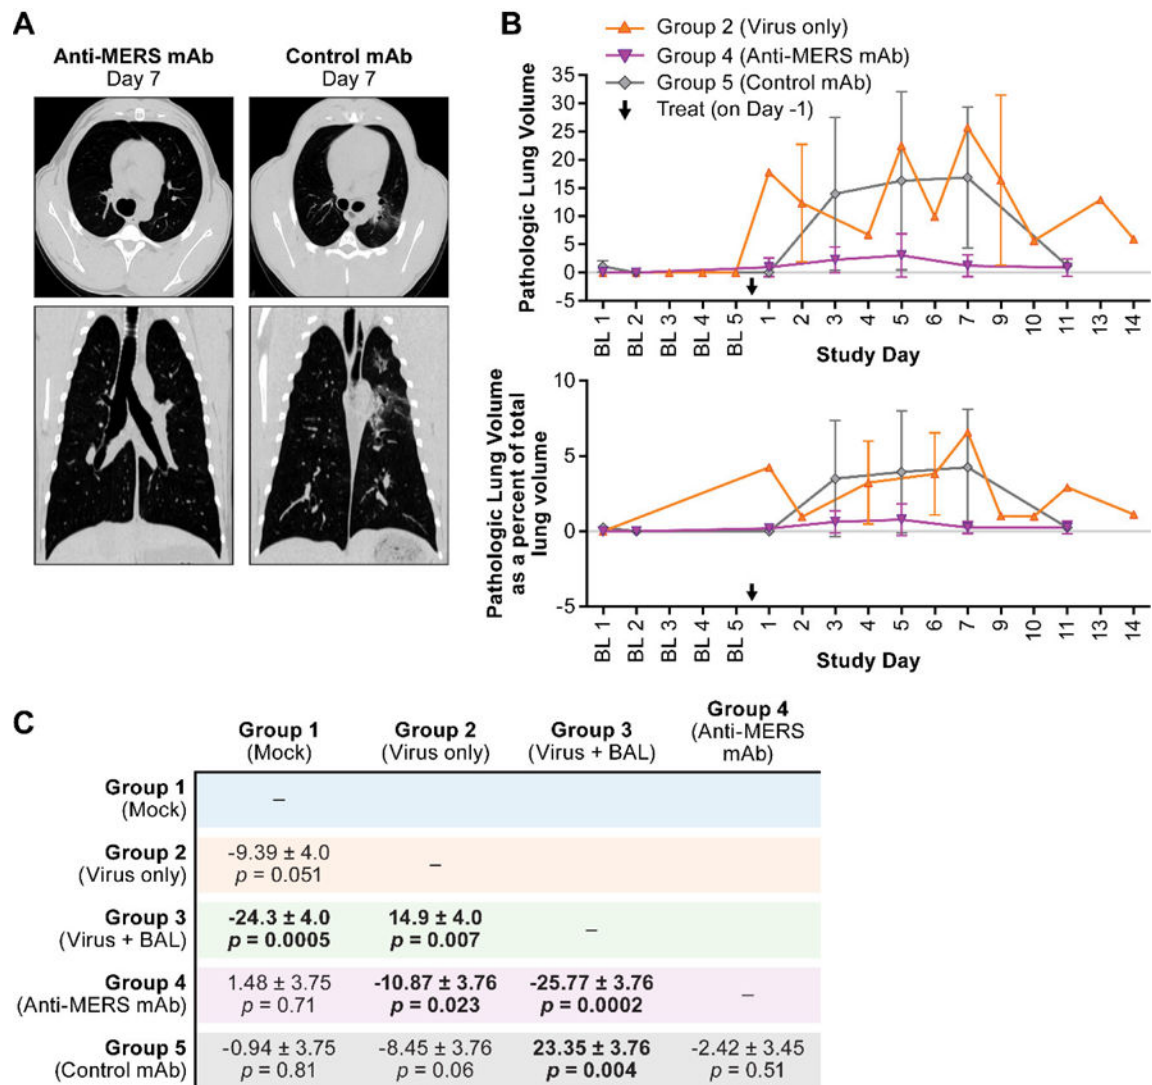 A
Anti-MERS mAb
Day 7
Control mAb
Day 7
B
Group 2 (Virus only)
Group 4 (Anti-MERS mAb)
Group 5 (Control mAb)
Treat (on Day -1)
Pathologic Lung Volume
35
30
25
20
15
10
5
0
-5
BL 1
BL 2
BL 3
BL 4
BL 5
1
2
3
4
5
6
7
9
10
11
13
14
Study Day
Pathologic Lung Volume
as a percent of total
lung volume
10
5
0
-5
BL 1
BL 2
BL 3
BL 4
BL 5
1
2
3
4
5
6
7
9
10
11
13
14
Study Day
C
Group 1
(Mock)
Group 2
(Virus only)
Group 3
(Virus + BAL)
Group 4
(Anti-MERS
mAb)
Group 1
(Mock)
–
Group 2
(Virus only)
-9.39 ± 4.0
p = 0.051
–
Group 3
(Virus + BAL)
-24.3 ± 4.0
p = 0.0005
14.9 ± 4.0
p = 0.007
–
Group 4
(Anti-MERS mAb)
1.48 ± 3.75
p = 0.71
-10.87 ± 3.76
p = 0.023
-25.77 ± 3.76
p = 0.0002
–
Group 5
(Control mAb)
-0.94 ± 3.75
p = 0.81
-8.45 ± 3.76
p = 0.06
23.35 ± 3.76
p = 0.004
-2.42 ± 3.45
p = 0.51